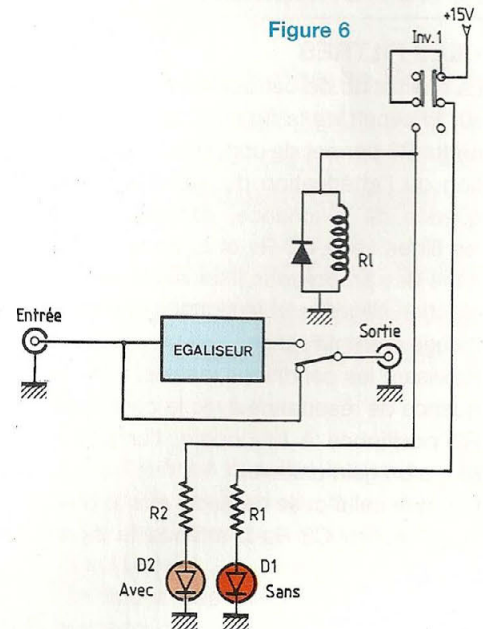 Figure 6
+15V
Inv.1
Rl
Entrée
EGALISEUR
Sortie
R2
R1
D2
Avec
D1
Sans